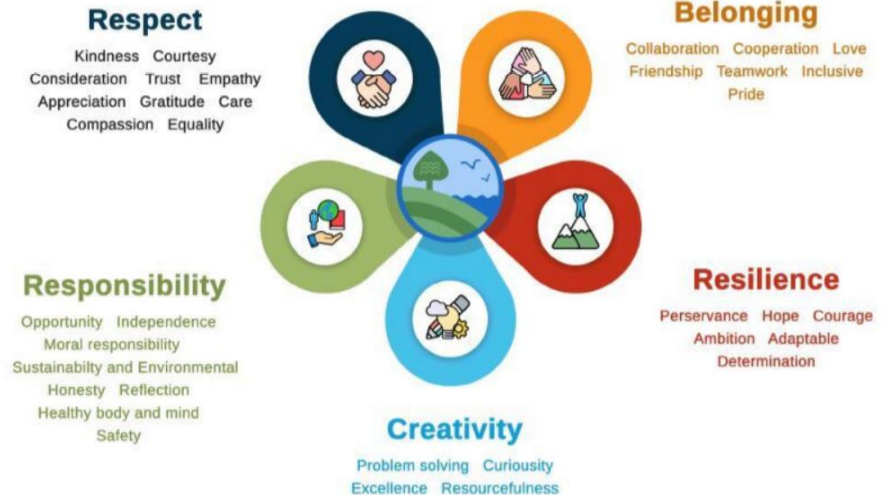 Respect
Kindness Courtesy
Consideration Trust Empathy
Appreciation Gratitude Care
Compassion Equality
Belonging
Collaboration Cooperation Love
Friendship Teamwork Inclusive
Pride
Responsibility
Opportunity Independence
Moral responsibility
Sustainabilty and Environmental
Honesty Reflection
Healthy body and mind
Safety
Resilience
Perservance Hope Courage
Ambition Adaptable
Determination
Creativity
Problem solving Curiousity
Excellence Resourcefulness